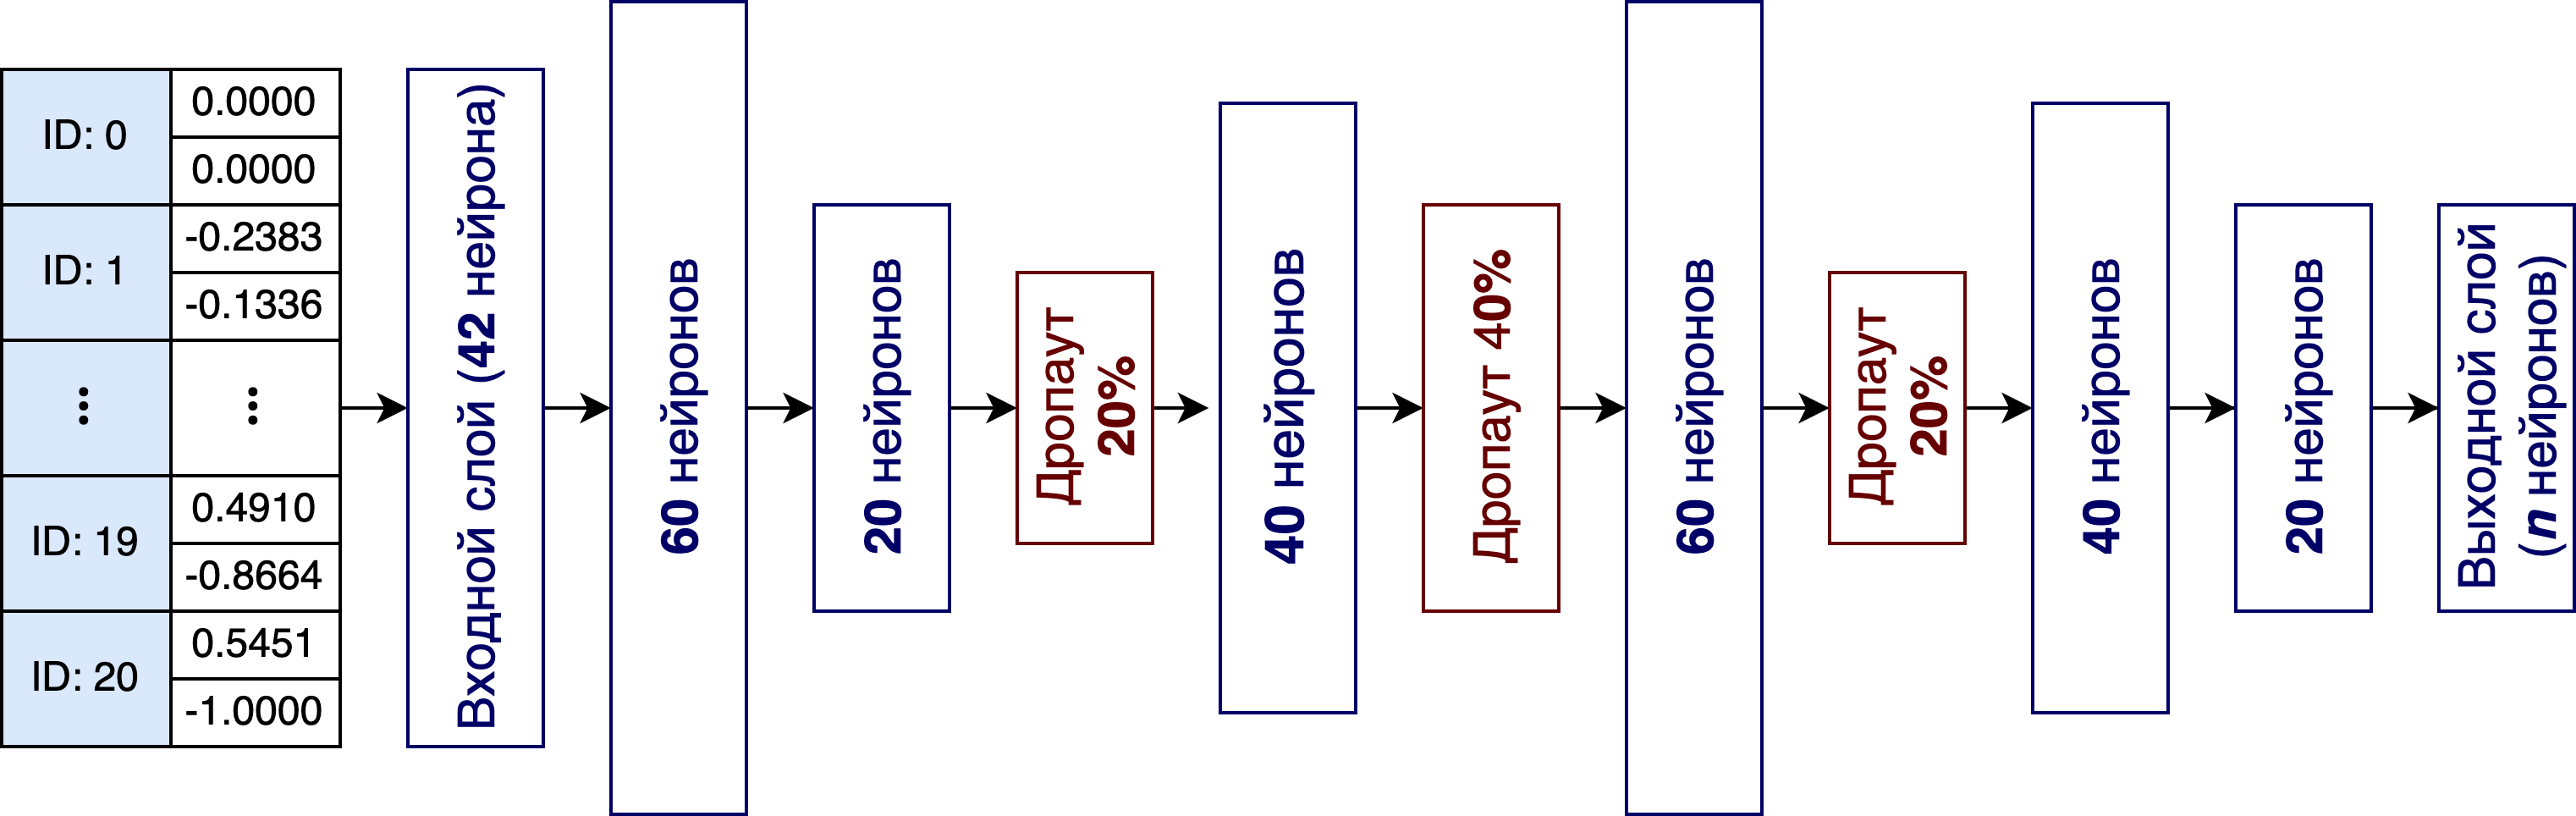 ID: 0
0.0000
0.0000
ID: 1
-0.2383
-0.1336
ID: 19
0.4910
-0.8664
ID: 20
0.5451
-1.0000
Входной слой (42 нейрона)
60 нейронов
20 нейронов
Дропаут
20%
40 нейронов
Дропаут 40%
60 нейронов
Дропаут
20%
40 нейронов
20 нейронов
Выходной слой
(n нейронов)